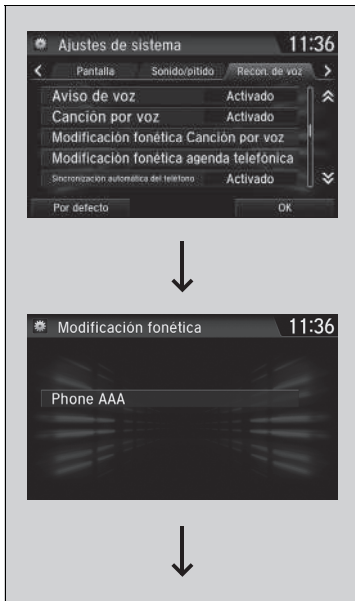 Ajustes de sistema 11:36
Pantalla Sonido/pitido Recon. de voz
Aviso de voz Activado
Canción por voz Activado
Modificación fonética Canción por voz
Modificación fonética agenda telefónica
Sincronización automática del teléfono Activado
Por defecto OK
Modificación fonética 11:36
Phone AAA